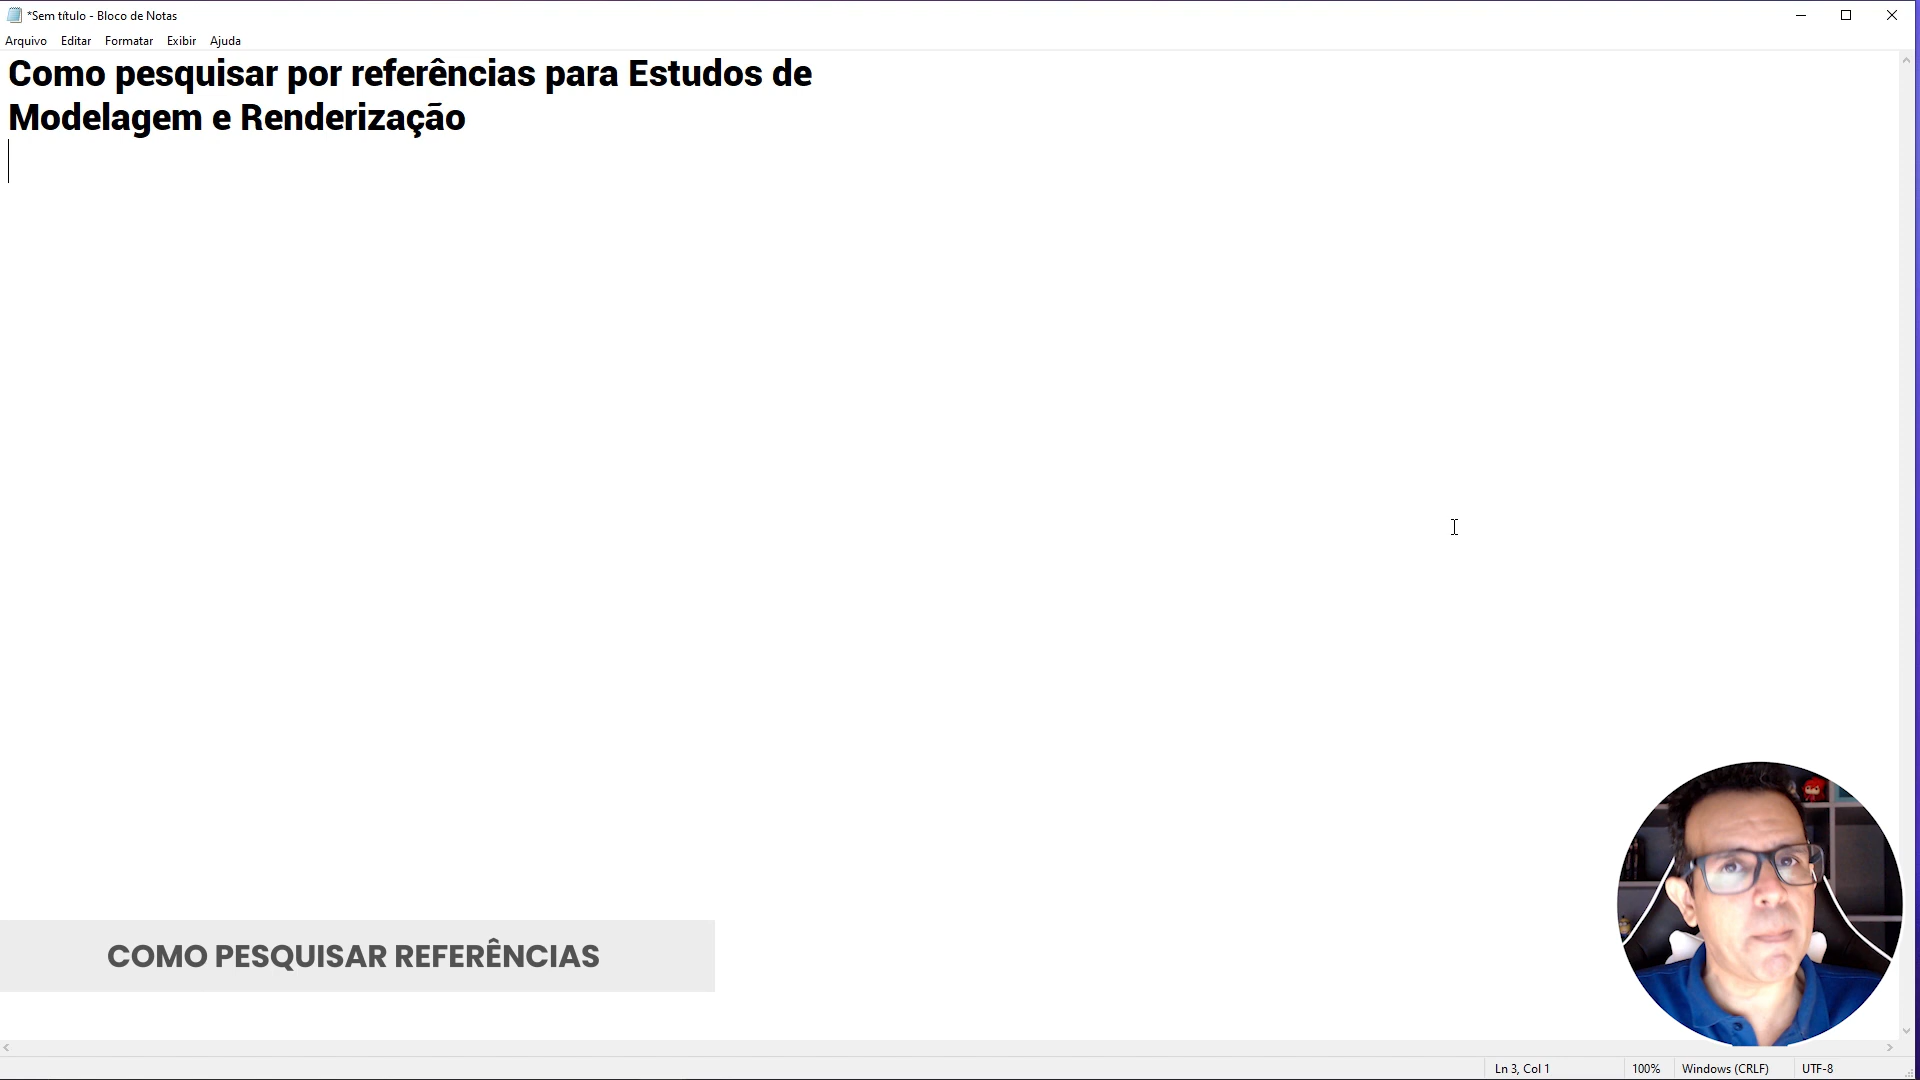 *Sem título - Bloco de Notas
Arquivo Editar Formatar Exibir Ajuda
Como pesquisar por referências para Estudos de
Modelagem e Renderização
COMO PESQUISAR REFERÊNCIAS
Ln 3, Col 1 100% Windows (CRLF) UTF-8